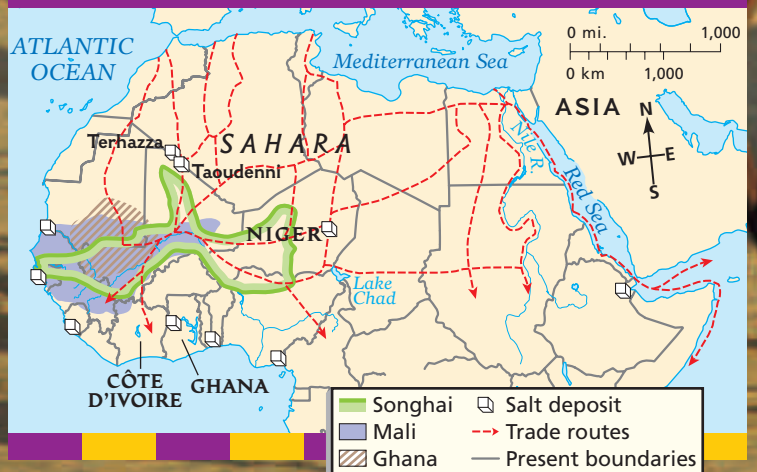 ATLANTIC
OCEAN
Mediterranean Sea
0 mi.
1,000
0 km
1,000
ASIA
N
W
E
S
Terhazza
SAHARA
Taoudenni
Nile R.
Red Sea
NIGER
Lake
Chad
CÔTE
D'IVOIRE
GHANA
Songhai
Salt deposit
Mali
Trade routes
Ghana
Present boundaries